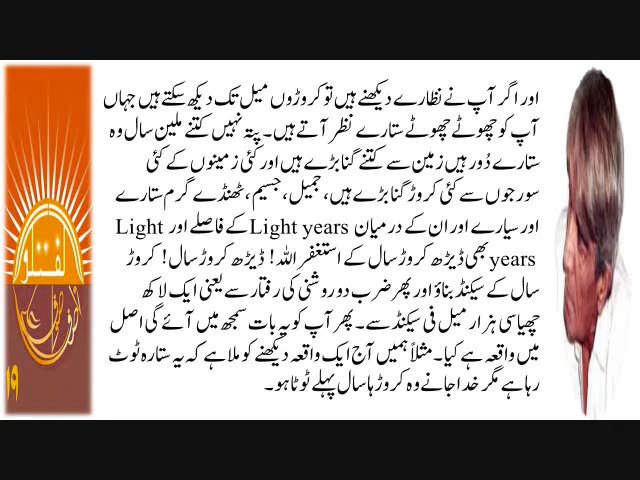 اور اگر آپ نے نظارے دیکھنے ہیں تو کروڑوں میل تک دیکھ سکتے ہیں جہاں
آپ کو چھوٹے چھوٹے ستارے نظر آتے ہیں۔ پتہ نہیں کتنے ملین سال وہ
ستارے دُور ہیں زمین سے کتنے گنا بڑے ہیں اور کئی زمینوں کے کئی
سورجوں سے کئی کروڑ گنا بڑے ہیں، جمیل، جسیم، ٹھنڈے گرم ستارے
اور سیارے اور ان کے درمیان Light years کے فاصلے اور Light
years بھی ڈیڑھ کروڑ سال کے استغفر اللہ! ڈیڑھ کروڑ سال! کروڑ
سال کے سیکنڈ بناؤ اور پھر ضرب دو روشنی کی رفتار سے یعنی ایک لاکھ
چھیاسی ہزار میل فی سیکنڈ سے۔ پھر آپ کو یہ بات سمجھ میں آئے گی اصل
میں واقعہ ہے کیا۔ مثلاً ہمیں آج ایک واقعہ دیکھنے کو ملا ہے کہ یہ ستارہ ٹوٹ
رہا ہے مگر خدا جانے وہ کروڑ ہا سال پہلے ٹوٹا ہو۔
گفتگو
۱۹